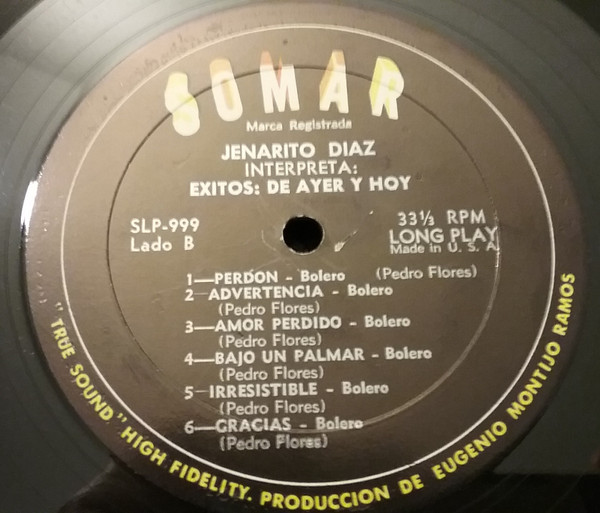 SOMAR
Marca Registrada
JENARITO DIAZ
INTERPRETA:
EXITOS: DE AYER Y HOY
SLP-999
Lado B
33⅓ RPM
LONG PLAY
Made in U. S. A.
1—PERDON - Bolero (Pedro Flores)
2—ADVERTENCIA - Bolero
(Pedro Flores)
3—AMOR PERDIDO - Bolero
(Pedro Flores)
4—BAJO UN PALMAR - Bolero
(Pedro Flores)
5—IRRESISTIBLE - Bolero
(Pedro Flores)
6—GRACIAS - Bolero
(Pedro Flores)
"TRUE SOUND" HIGH FIDELITY. PRODUCCION DE EUGENIO MONTIJO RAMOS